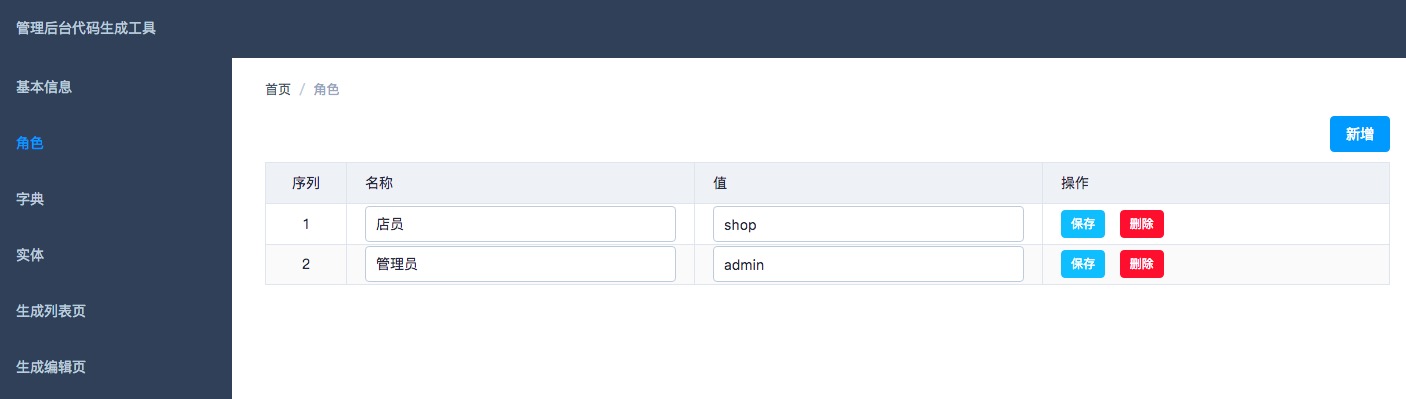 管理后台代码生成工具
基本信息
角色
字典
实体
生成列表页
生成编辑页
首页 / 角色
新增
序列 名称 值 操作
1 店员 shop 保存 删除
2 管理员 admin 保存 删除